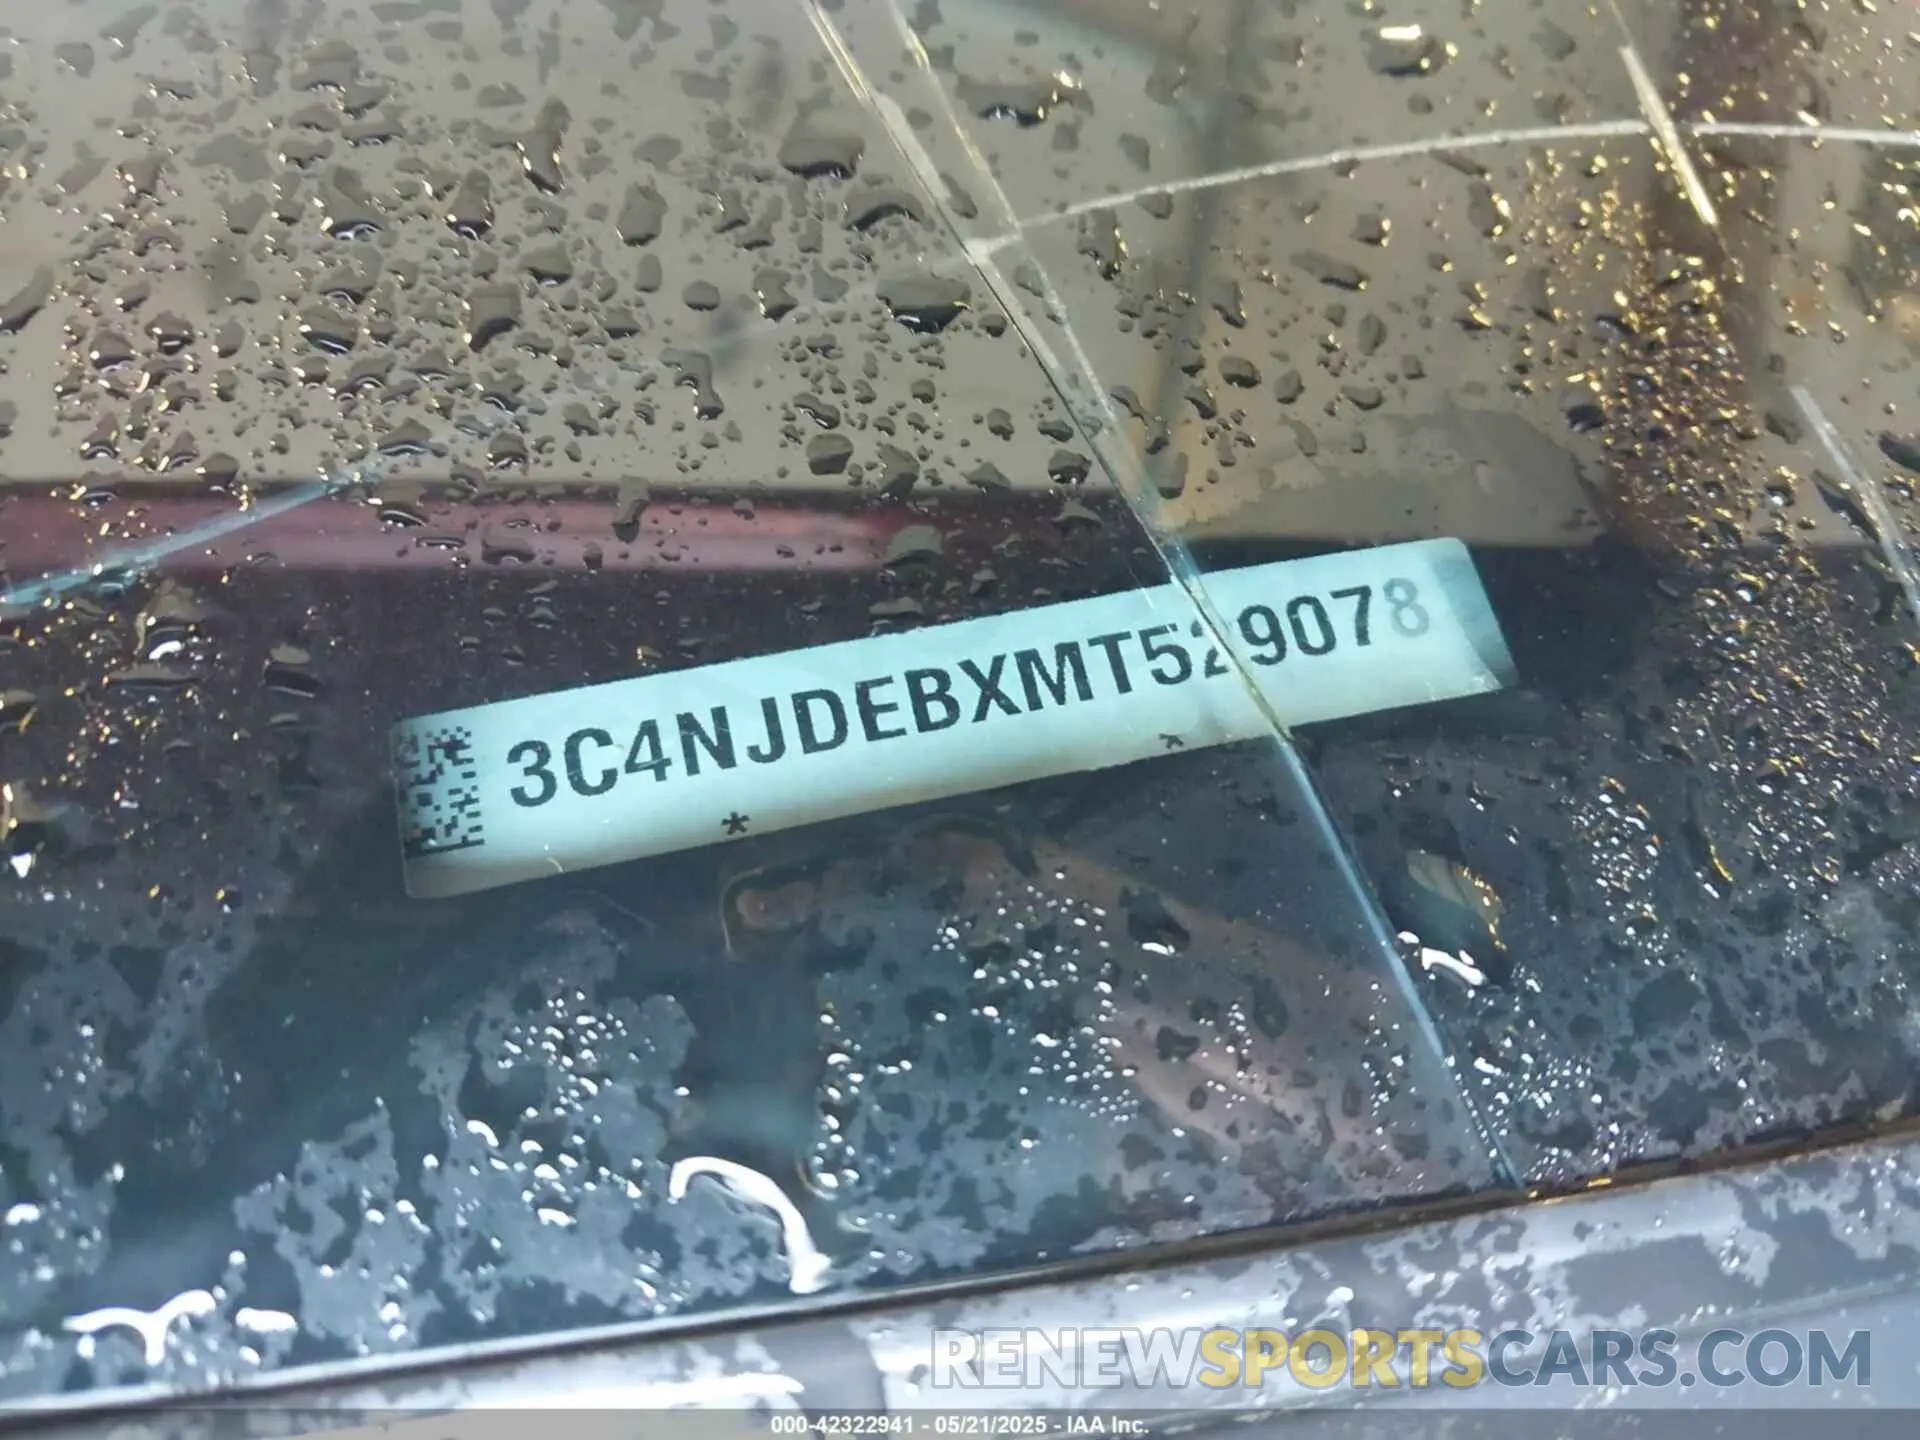 3C4NJDEBXMT529078
* *
RENEWSPORTSCARS.COM
000-42322941 - 05/21/2025 - IAA Inc.